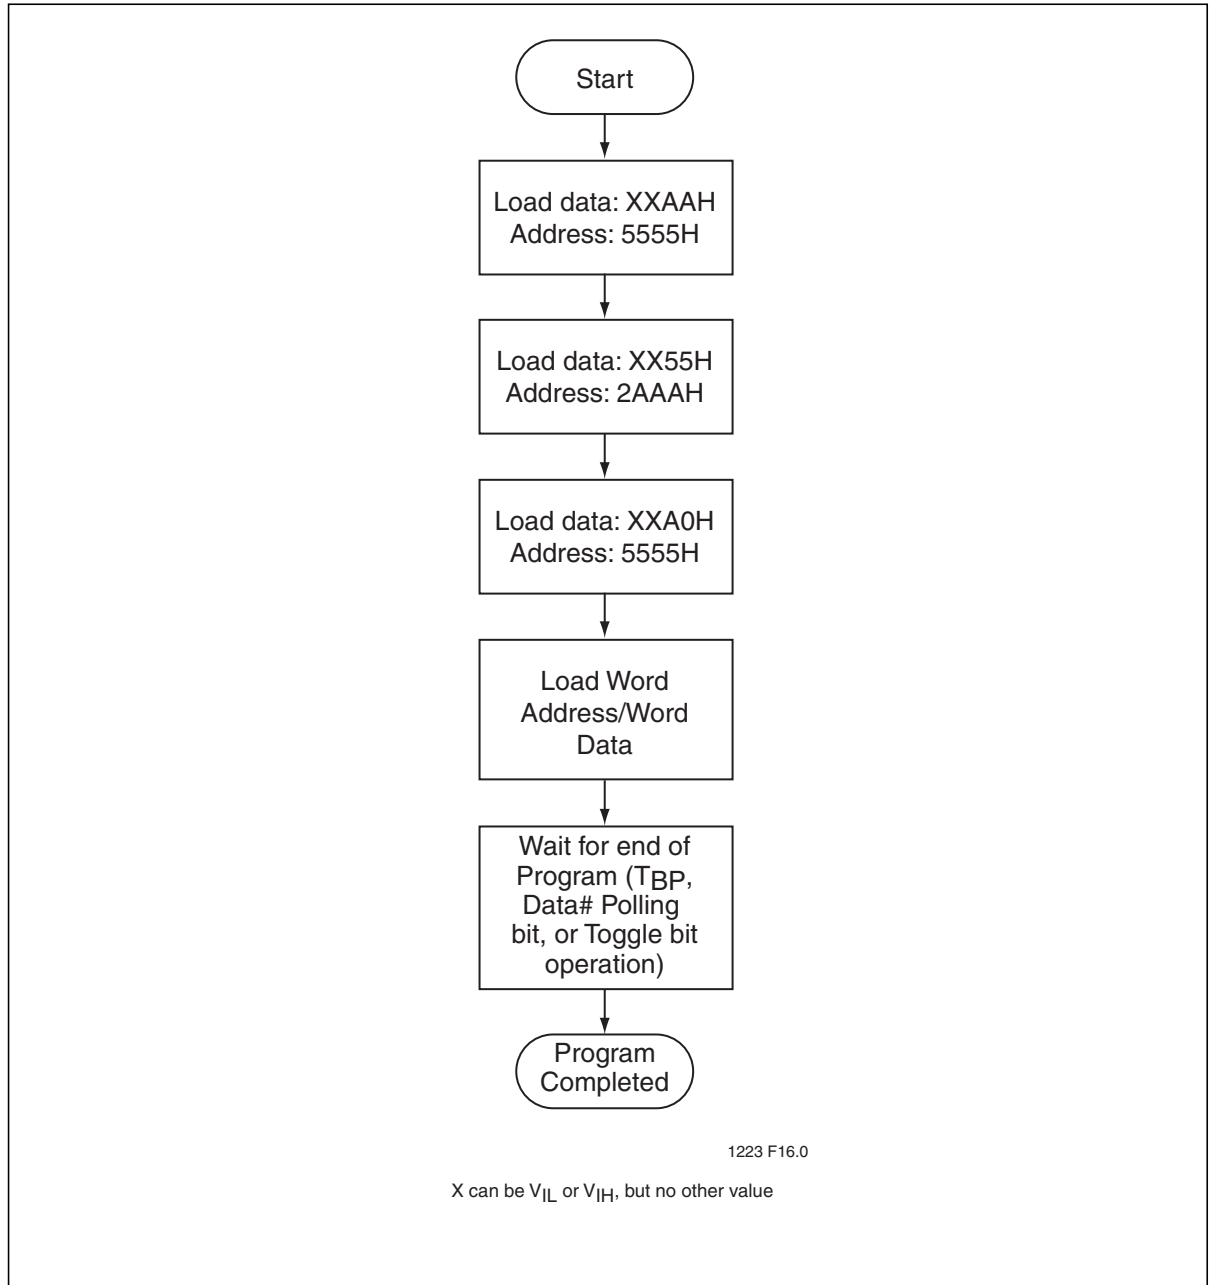 Start
Load data: XXAAH
Address: 5555H
Load data: XX55H
Address: 2AAAH
Load data: XXA0H
Address: 5555H
Load Word
Address/Word
Data
Wait for end of
Program (TBP,
Data# Polling
bit, or Toggle bit
operation)
Program
Completed
1223 F16.0
X can be VIL or VIH, but no other value